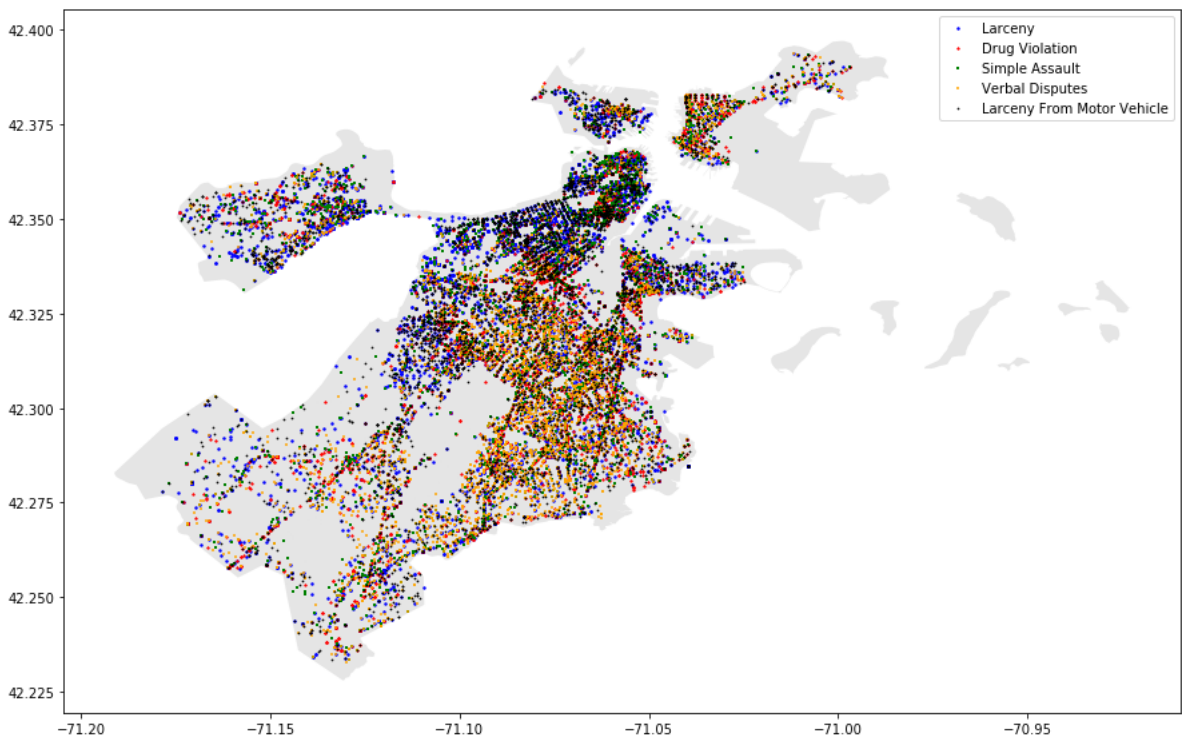 42.400
42.375
42.350
42.325
42.300
42.275
42.250
42.225
Larceny
Drug Violation
Simple Assault
Verbal Disputes
Larceny From Motor Vehicle
−71.20 −71.15 −71.10 −71.05 −71.00 −70.95